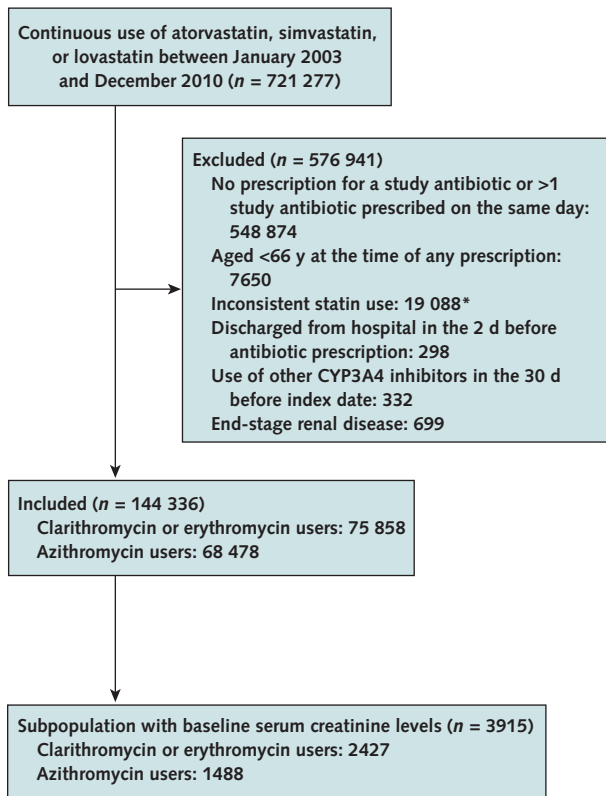 Continuous use of atorvastatin, simvastatin,
or lovastatin between January 2003
and December 2010 (n = 721 277)
Excluded (n = 576 941)
No prescription for a study antibiotic or >1
study antibiotic prescribed on the same day:
548 874
Aged <66 y at the time of any prescription:
7650
Inconsistent statin use: 19 088*
Discharged from hospital in the 2 d before
antibiotic prescription: 298
Use of other CYP3A4 inhibitors in the 30 d
before index date: 332
End-stage renal disease: 699
Included (n = 144 336)
Clarithromycin or erythromycin users: 75 858
Azithromycin users: 68 478
Subpopulation with baseline serum creatinine levels (n = 3915)
Clarithromycin or erythromycin users: 2427
Azithromycin users: 1488